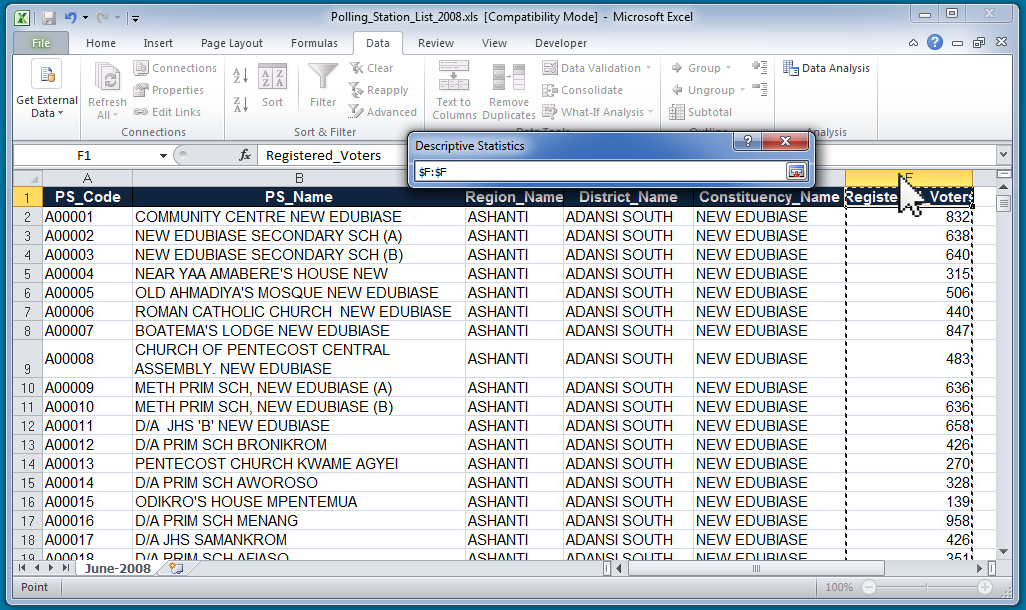 Polling_Station_List_2008.xls [Compatibility Mode] - Microsoft Excel
File Home Insert Page Layout Formulas Data Review View Developer
Get External Data
Refresh All
Connections
Properties
Edit Links
Connections
Sort
Filter
Clear
Reapply
Advanced
Sort & Filter
Text to Columns
Remove Duplicates
Data Validation
Consolidate
What-If Analysis
Data Tools
Group
Ungroup
Subtotal
Outline
Data Analysis
Analysis
Descriptive Statistics
$F:$F
F1 fx Registered_Voters
A B F
1 PS_Code PS_Name Region_Name District_Name Constituency_Name
2 A00001 COMMUNITY CENTRE NEW EDUBIASE ASHANTI ADANSI SOUTH NEW EDUBIASE 832
3 A00002 NEW EDUBIASE SECONDARY SCH (A) ASHANTI ADANSI SOUTH NEW EDUBIASE 638
4 A00003 NEW EDUBIASE SECONDARY SCH (B) ASHANTI ADANSI SOUTH NEW EDUBIASE 640
5 A00004 NEAR YAA AMABERE'S HOUSE NEW ASHANTI ADANSI SOUTH NEW EDUBIASE 315
6 A00005 OLD AHMADIYA'S MOSQUE NEW EDUBIASE ASHANTI ADANSI SOUTH NEW EDUBIASE 506
7 A00006 ROMAN CATHOLIC CHURCH NEW EDUBIASE ASHANTI ADANSI SOUTH NEW EDUBIASE 440
8 A00007 BOATEMA'S LODGE NEW EDUBIASE ASHANTI ADANSI SOUTH NEW EDUBIASE 847
9 A00008 CHURCH OF PENTECOST CENTRAL ASSEMBLY. NEW EDUBIASE ASHANTI ADANSI SOUTH NEW EDUBIASE 483
10 A00009 METH PRIM SCH, NEW EDUBIASE (A) ASHANTI ADANSI SOUTH NEW EDUBIASE 636
11 A00010 METH PRIM SCH, NEW EDUBIASE (B) ASHANTI ADANSI SOUTH NEW EDUBIASE 636
12 A00011 D/A JHS 'B' NEW EDUBIASE ASHANTI ADANSI SOUTH NEW EDUBIASE 658
13 A00012 D/A PRIM SCH BRONIKROM ASHANTI ADANSI SOUTH NEW EDUBIASE 426
14 A00013 PENTECOST CHURCH KWAME AGYEI ASHANTI ADANSI SOUTH NEW EDUBIASE 270
15 A00014 D/A PRIM SCH AWOROSO ASHANTI ADANSI SOUTH NEW EDUBIASE 328
16 A00015 ODIKRO'S HOUSE MPENTEMUA ASHANTI ADANSI SOUTH NEW EDUBIASE 139
17 A00016 D/A PRIM SCH MENANG ASHANTI ADANSI SOUTH NEW EDUBIASE 958
18 A00017 D/A JHS SAMANKROM ASHANTI ADANSI SOUTH NEW EDUBIASE 426
19 A00018 D/A PRIM SCH AFIASO ASHANTI ADANSI SOUTH NEW EDUBIASE 351
June-2008
Point 100%